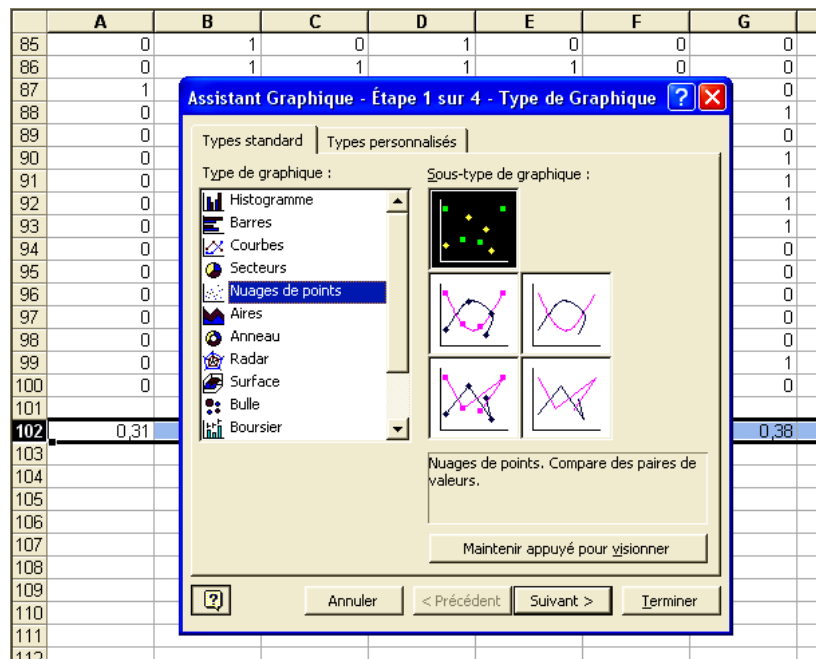 A B C D E F G
85 0 1 0 1 0 0 0
86 0 1 1 1 1 0 0
87 1 0
88 0 1
89 0 0
90 0 1
91 0 1
92 0 1
93 0 1
94 0 0
95 0 0
96 0 0
97 0 0
98 0 0
99 0 1
100 0 0
101
102 0,31 0,38
103
104
105
106
107
108
109
110
111
112
Assistant Graphique - Étape 1 sur 4 - Type de Graphique ?
Types standard Types personnalisés
Type de graphique :
Histogramme
Barres
Courbes
Secteurs
Nuages de points
Aires
Anneau
Radar
Surface
Bulle
Boursier
Sous-type de graphique :
Nuages de points. Compare des paires de
valeurs.
Maintenir appuyé pour visionner
? Annuler < Précédent Suivant > Terminer